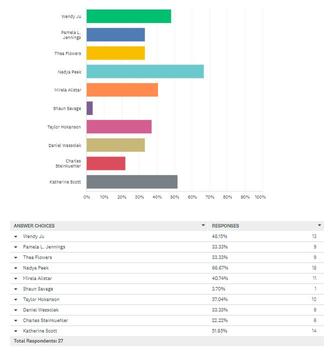 Wendy Ju
Pamela L.
Jennings
Thea Flowers
Nadya Peek
Mirela Alistar
Shaun Savage
Taylor Hokanson
Daniel Wessolek
Charles
Steinkuehler
Katherine Scott
0% 10% 20% 30% 40% 50% 60% 70% 80% 90% 100%
ANSWER CHOICES RESPONSES
Wendy Ju 48.15% 13
Pamela L. Jennings 33.33% 9
Thea Flowers 33.33% 9
Nadya Peek 66.67% 18
Mirela Alistar 40.74% 11
Shaun Savage 3.70% 1
Taylor Hokanson 37.04% 10
Daniel Wessolek 33.33% 9
Charles Steinkuehler 22.22% 6
Katherine Scott 51.85% 14
Total Respondents: 27